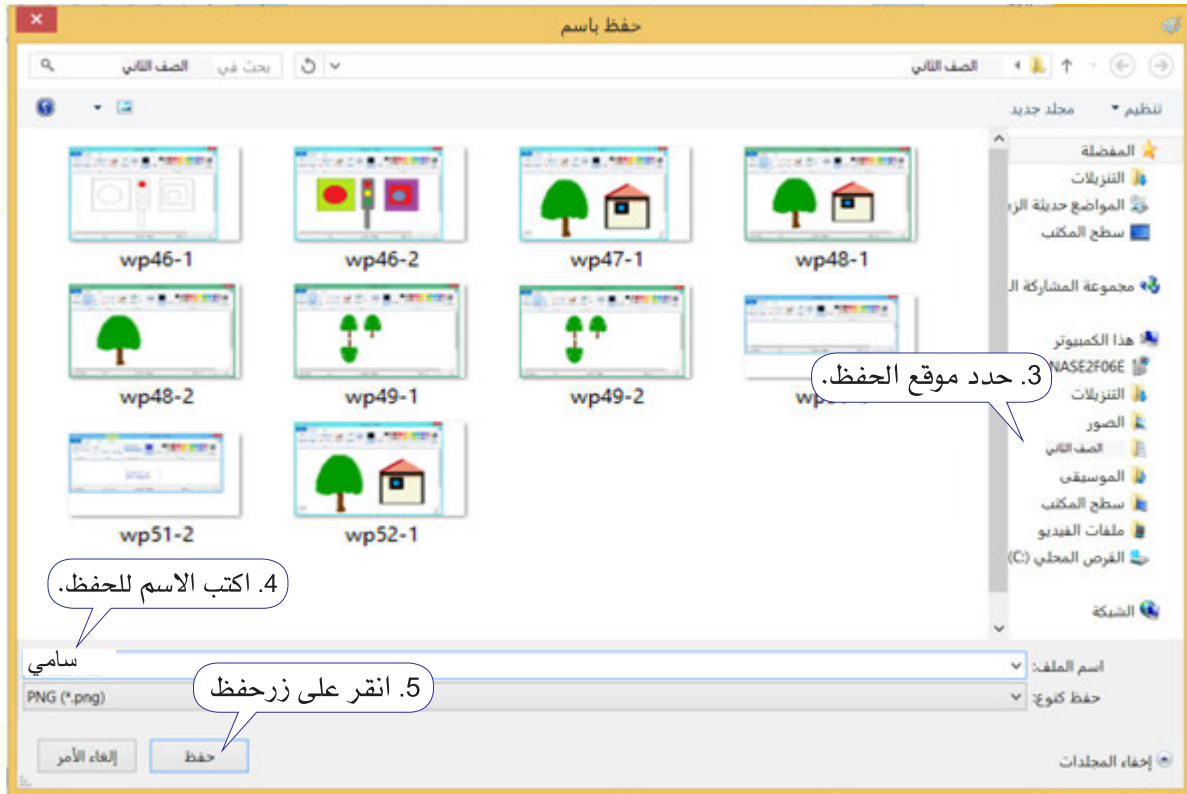 حفظ باسم
الصف الثاني
بحث في الصف الثاني
تنظيم مجلد جديد
المفضلة
التنزيلات
المواضع حديثة الز
سطح المكتب
مجموعة المشاركة ال
هذا الكمبيوتر
NASE2F06E
التنزيلات
الصور
الصف الثاني
الموسيقى
سطح المكتب
ملفات الفيديو
القرص المحلي (C:)
الشبكة
wp48-1
wp47-1
wp46-2
wp46-1
wp49-2
wp49-1
wp48-2
wp52-1
wp51-2
3. حدد موقع الحفظ.
4. اكتب الاسم للحفظ.
اسم الملف: سامي
حفظ كنوع: PNG (*.png)
5. انقر على زرحفظ
إخفاء المجلدات
حفظ
إلغاء الأمر